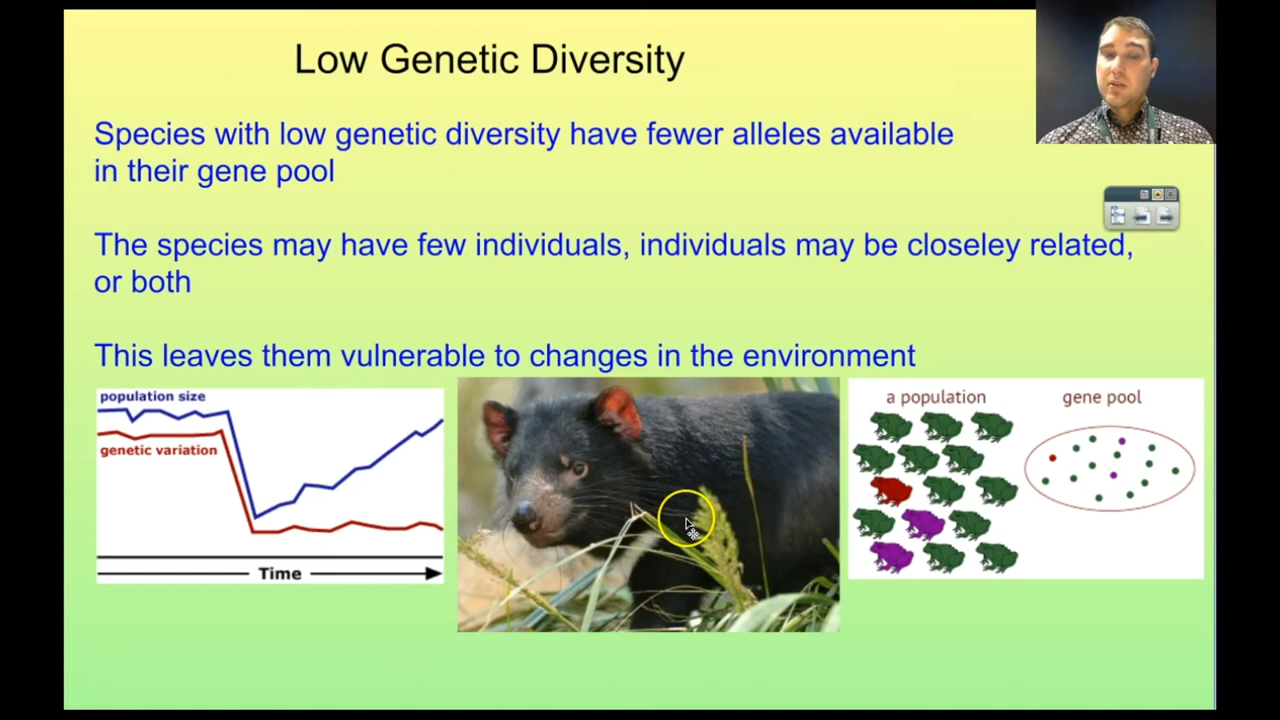 Low Genetic Diversity
Species with low genetic diversity have fewer alleles available
in their gene pool
The species may have few individuals, individuals may be closeley related,
or both
This leaves them vulnerable to changes in the environment
population size
genetic variation
Time
a population
gene pool